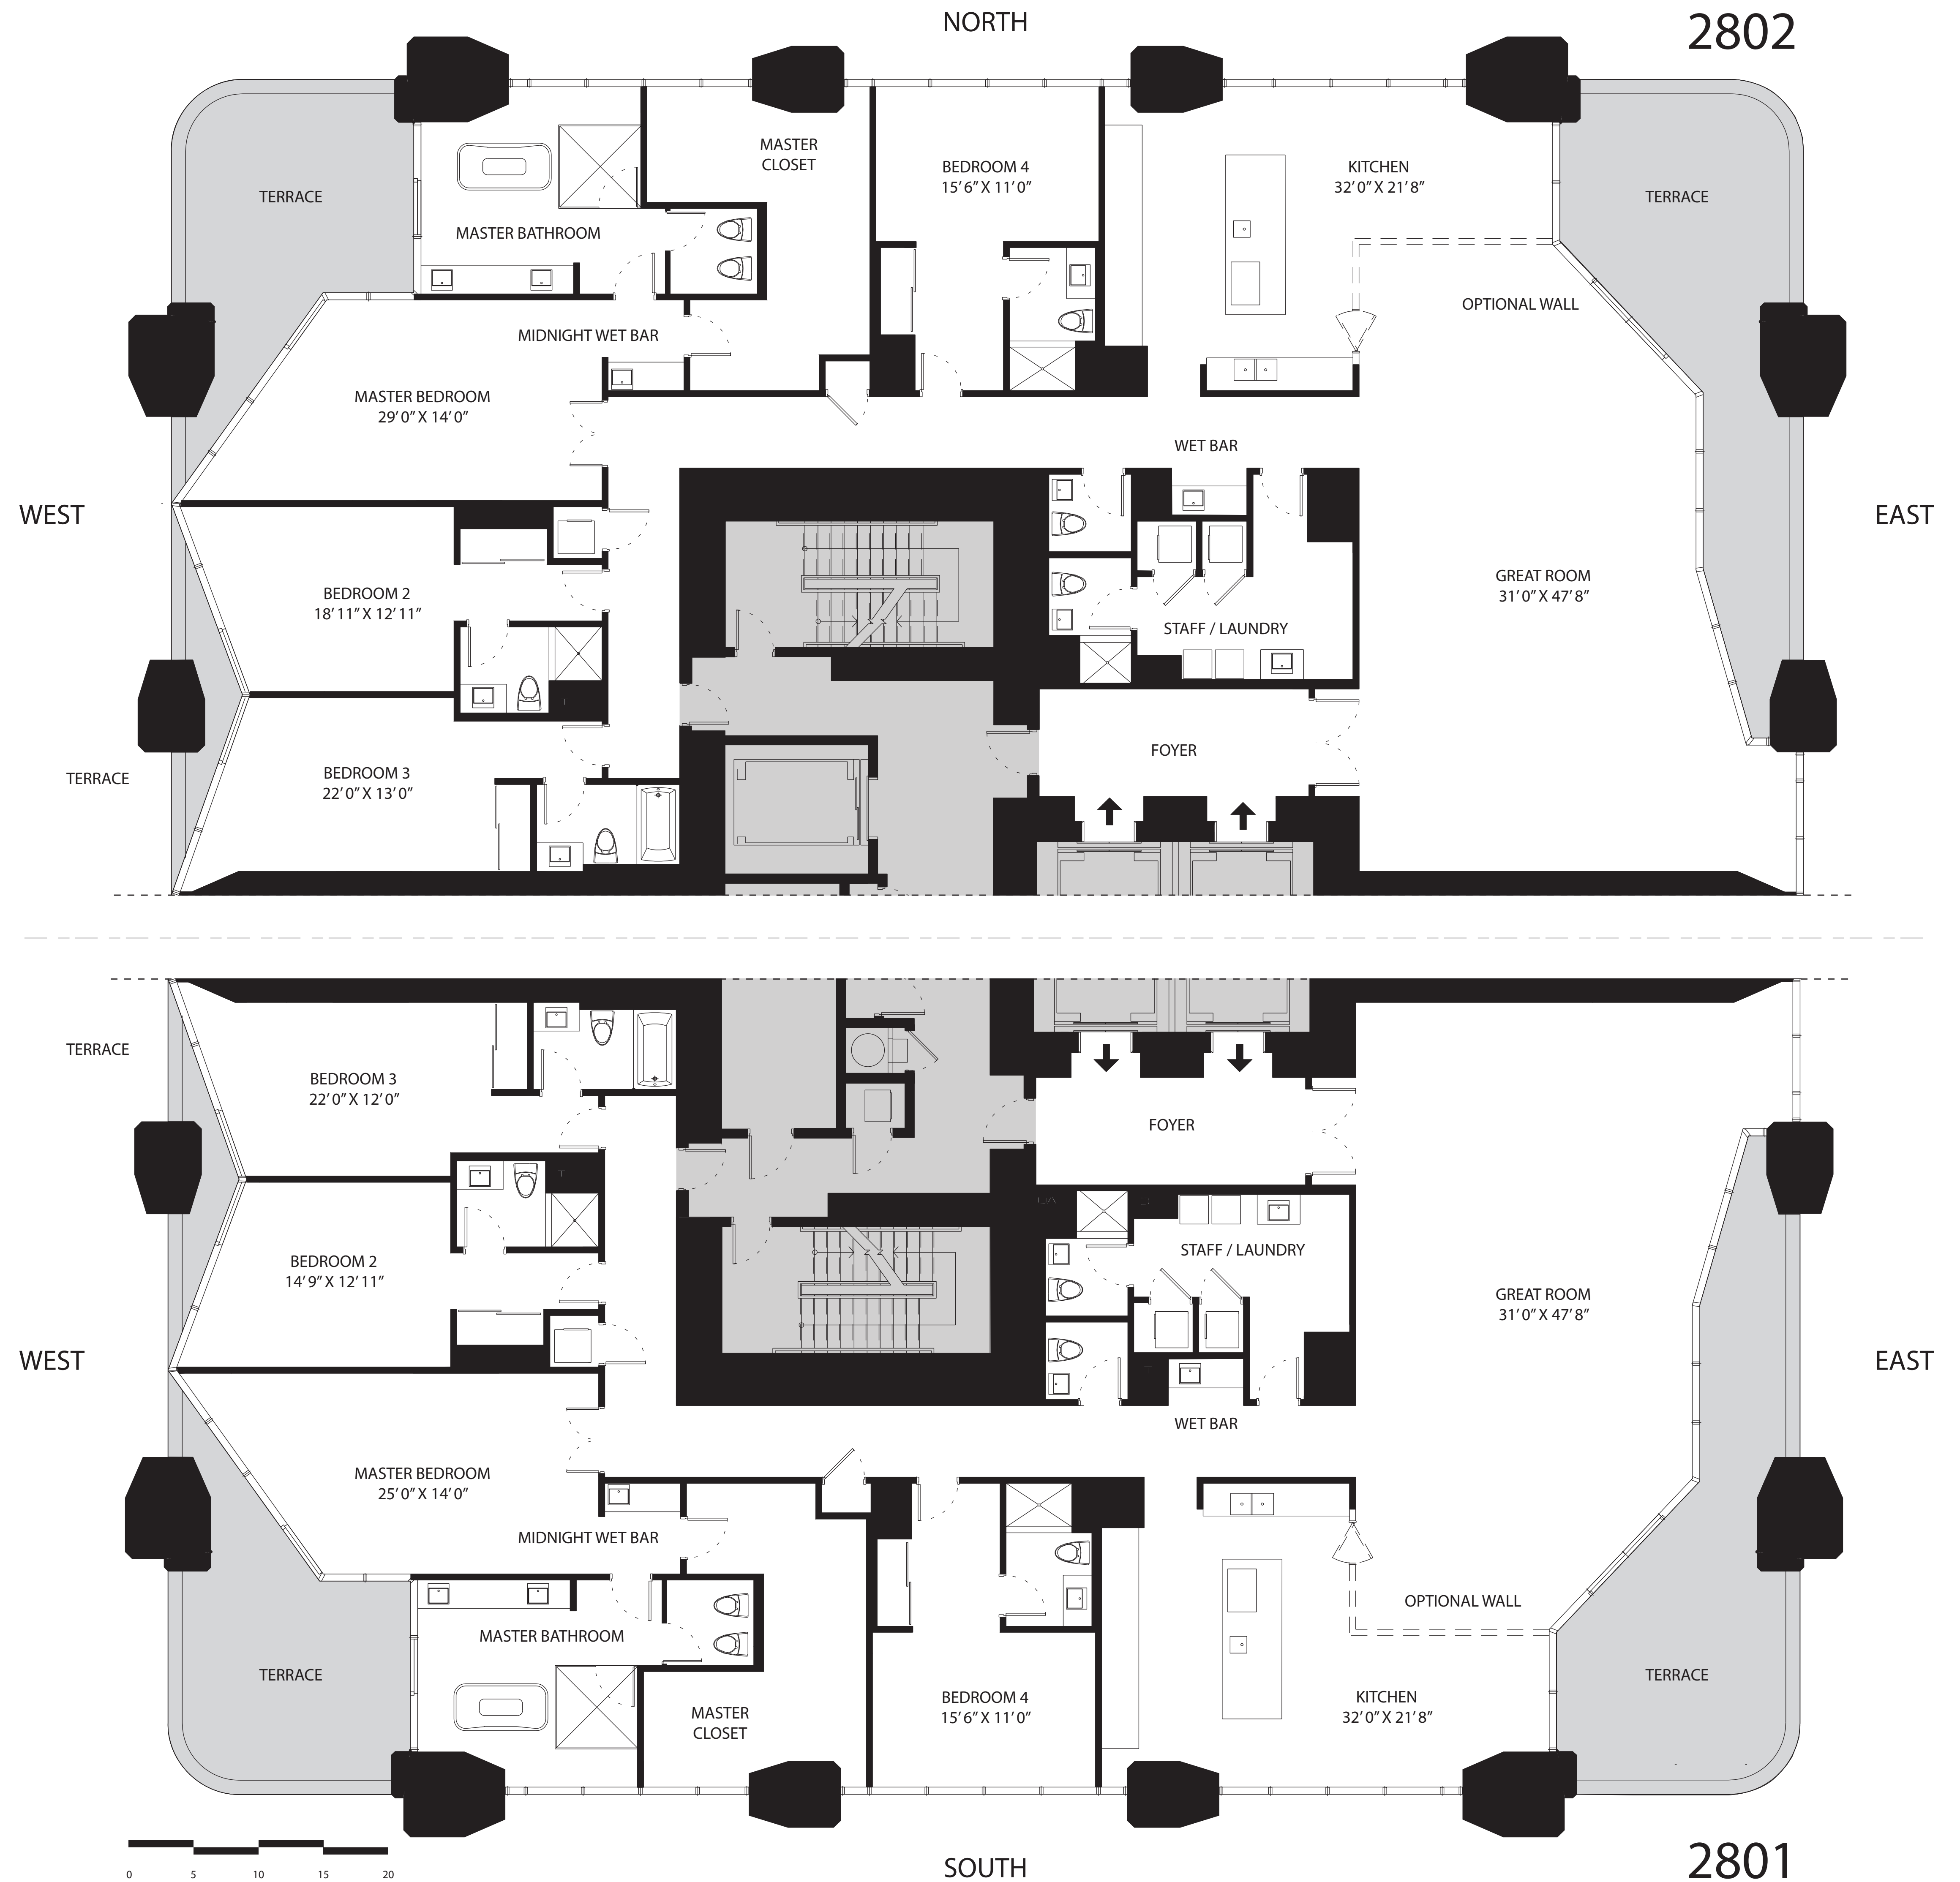 NORTH
2802
MASTER
CLOSET
BEDROOM 4
15’6” X 11’0”
KITCHEN
32’0” X 21’8”
TERRACE
TERRACE
MASTER BATHROOM
OPTIONAL WALL
MIDNIGHT WET BAR
MASTER BEDROOM
29’0” X 14’0”
WET BAR
WEST
EAST
BEDROOM 2
18’11” X 12’11”
GREAT ROOM
31’0” X 47’8”
STAFF / LAUNDRY
FOYER
TERRACE
BEDROOM 3
22’0” X 13’0”
TERRACE
BEDROOM 3
22’0” X 12’0”
FOYER
STAFF / LAUNDRY
BEDROOM 2
14’9” X 12’11”
GREAT ROOM
31’0” X 47’8”
WEST
EAST
WET BAR
MASTER BEDROOM
25’0” X 14’0”
MIDNIGHT WET BAR
OPTIONAL WALL
MASTER BATHROOM
TERRACE
TERRACE
BEDROOM 4
15’6” X 11’0”
KITCHEN
32’0” X 21’8”
MASTER
CLOSET
0 5 10 15 20
SOUTH
2801